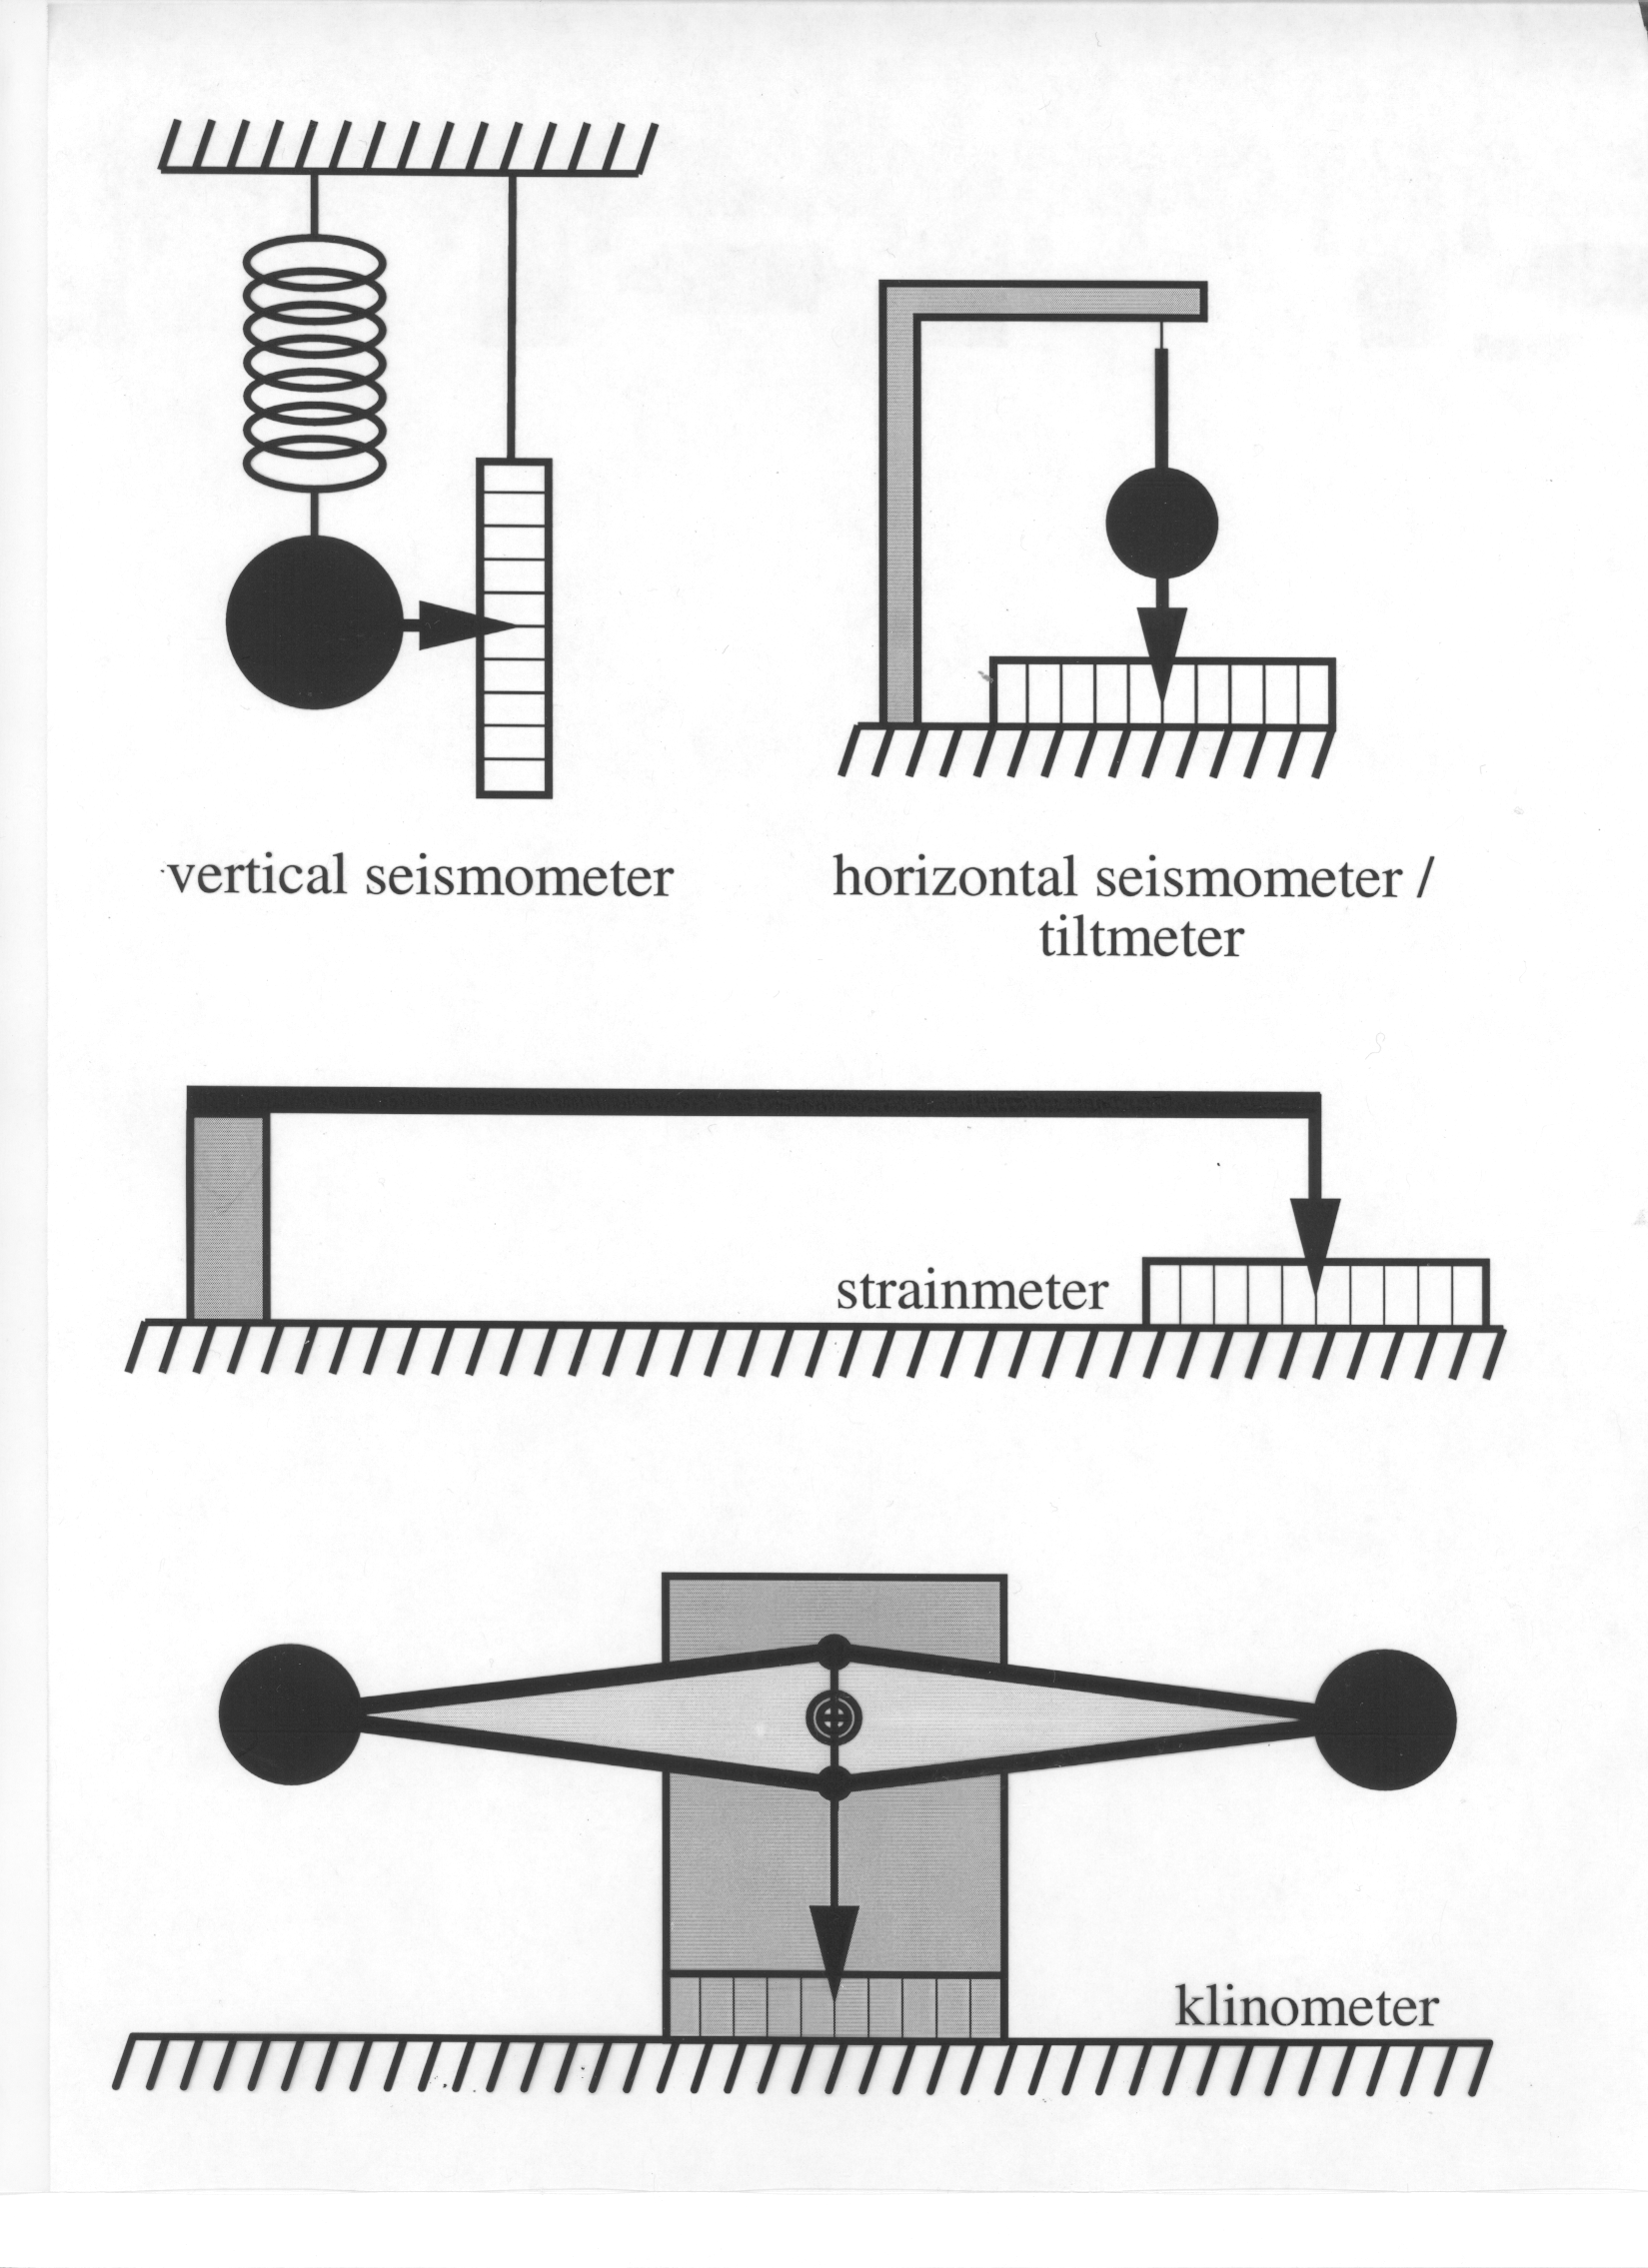 vertical seismometer
horizontal seismometer /
tiltmeter
strainmeter
klinometer